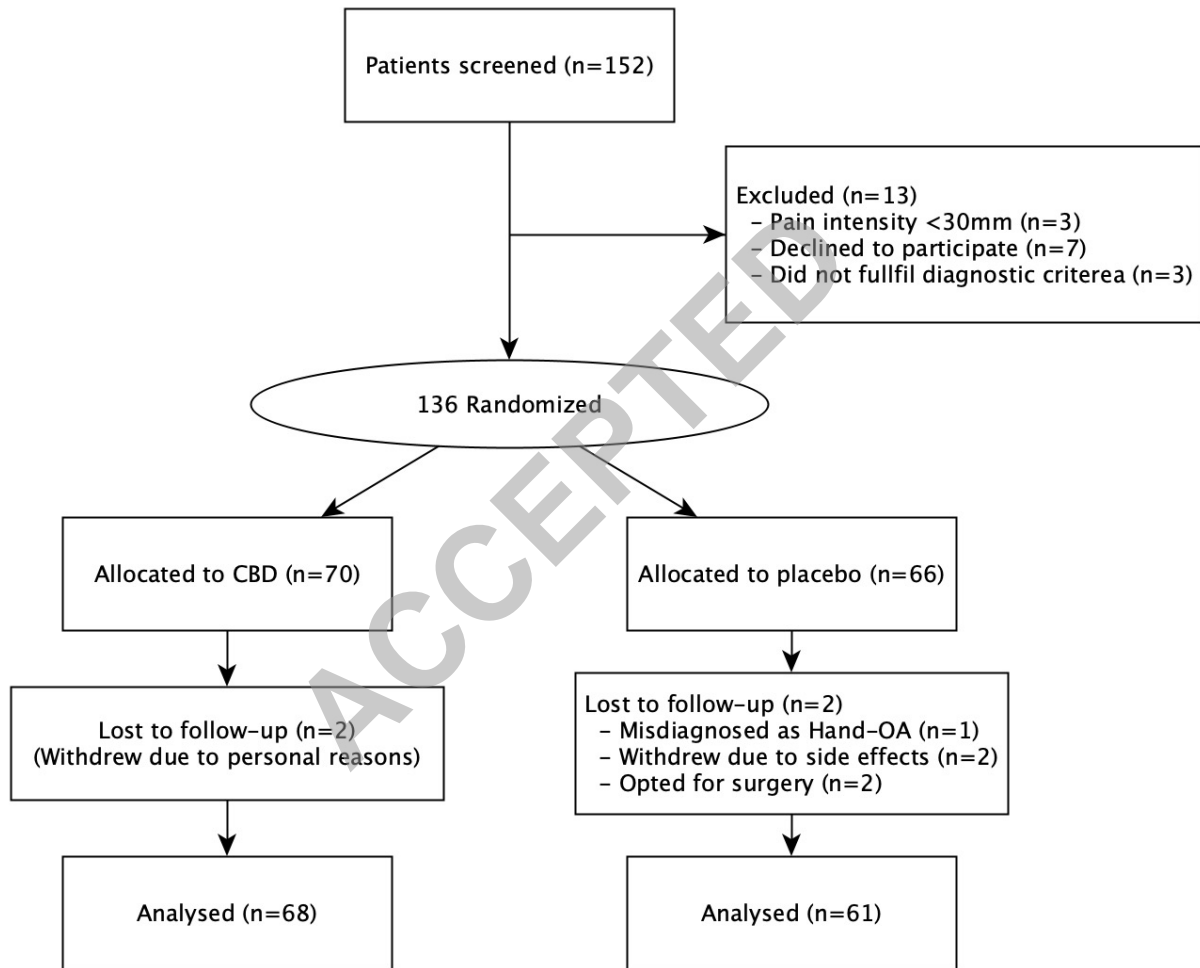 Patients screened (n=152)
Excluded (n=13)
– Pain intensity <30mm (n=3)
– Declined to participate (n=7)
– Did not fullfil diagnostic criterea (n=3)
136 Randomized
Allocated to CBD (n=70)
Allocated to placebo (n=66)
Lost to follow-up (n=2)
(Withdrew due to personal reasons)
Lost to follow-up (n=2)
– Misdiagnosed as Hand-OA (n=1)
– Withdrew due to side effects (n=2)
– Opted for surgery (n=2)
Analysed (n=68)
Analysed (n=61)
ACCEPTED